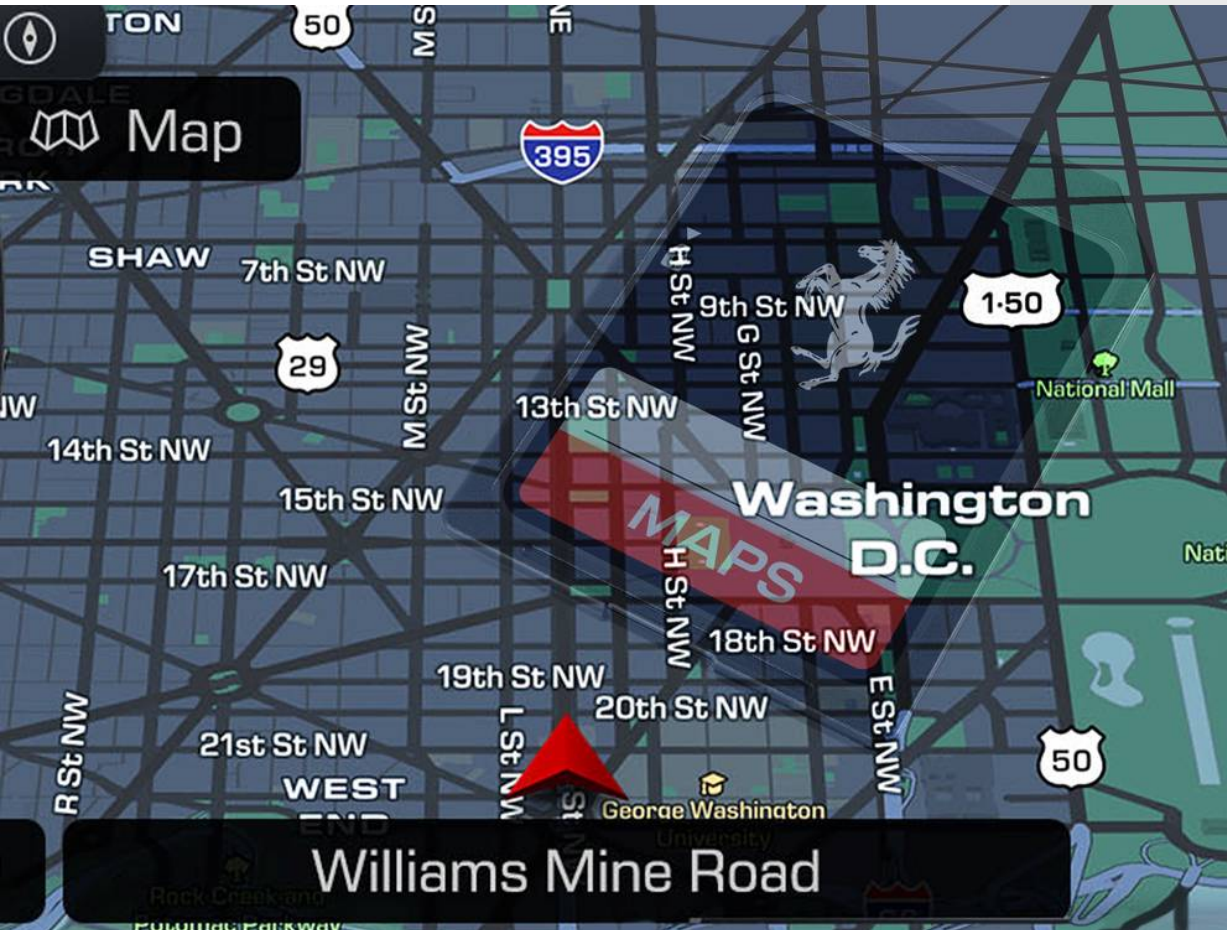 TON
50
M S
NE
GDALE
Map
395
RK
SHAW
7th St NW
H St NW
9th St NW
1-50
29
M St NW
G St NW
National Mall
NW
13th St NW
14th St NW
15th St NW
Washington
D.C.
MAPS
Nati
17th St NW
H St NW
18th St NW
19th St NW
20th St NW
R St NW
21st St NW
L St NW
E St NW
50
WEST
END
St N
George Washington
University
Williams Mine Road
Rock Creek and
Potomac Parkway
66